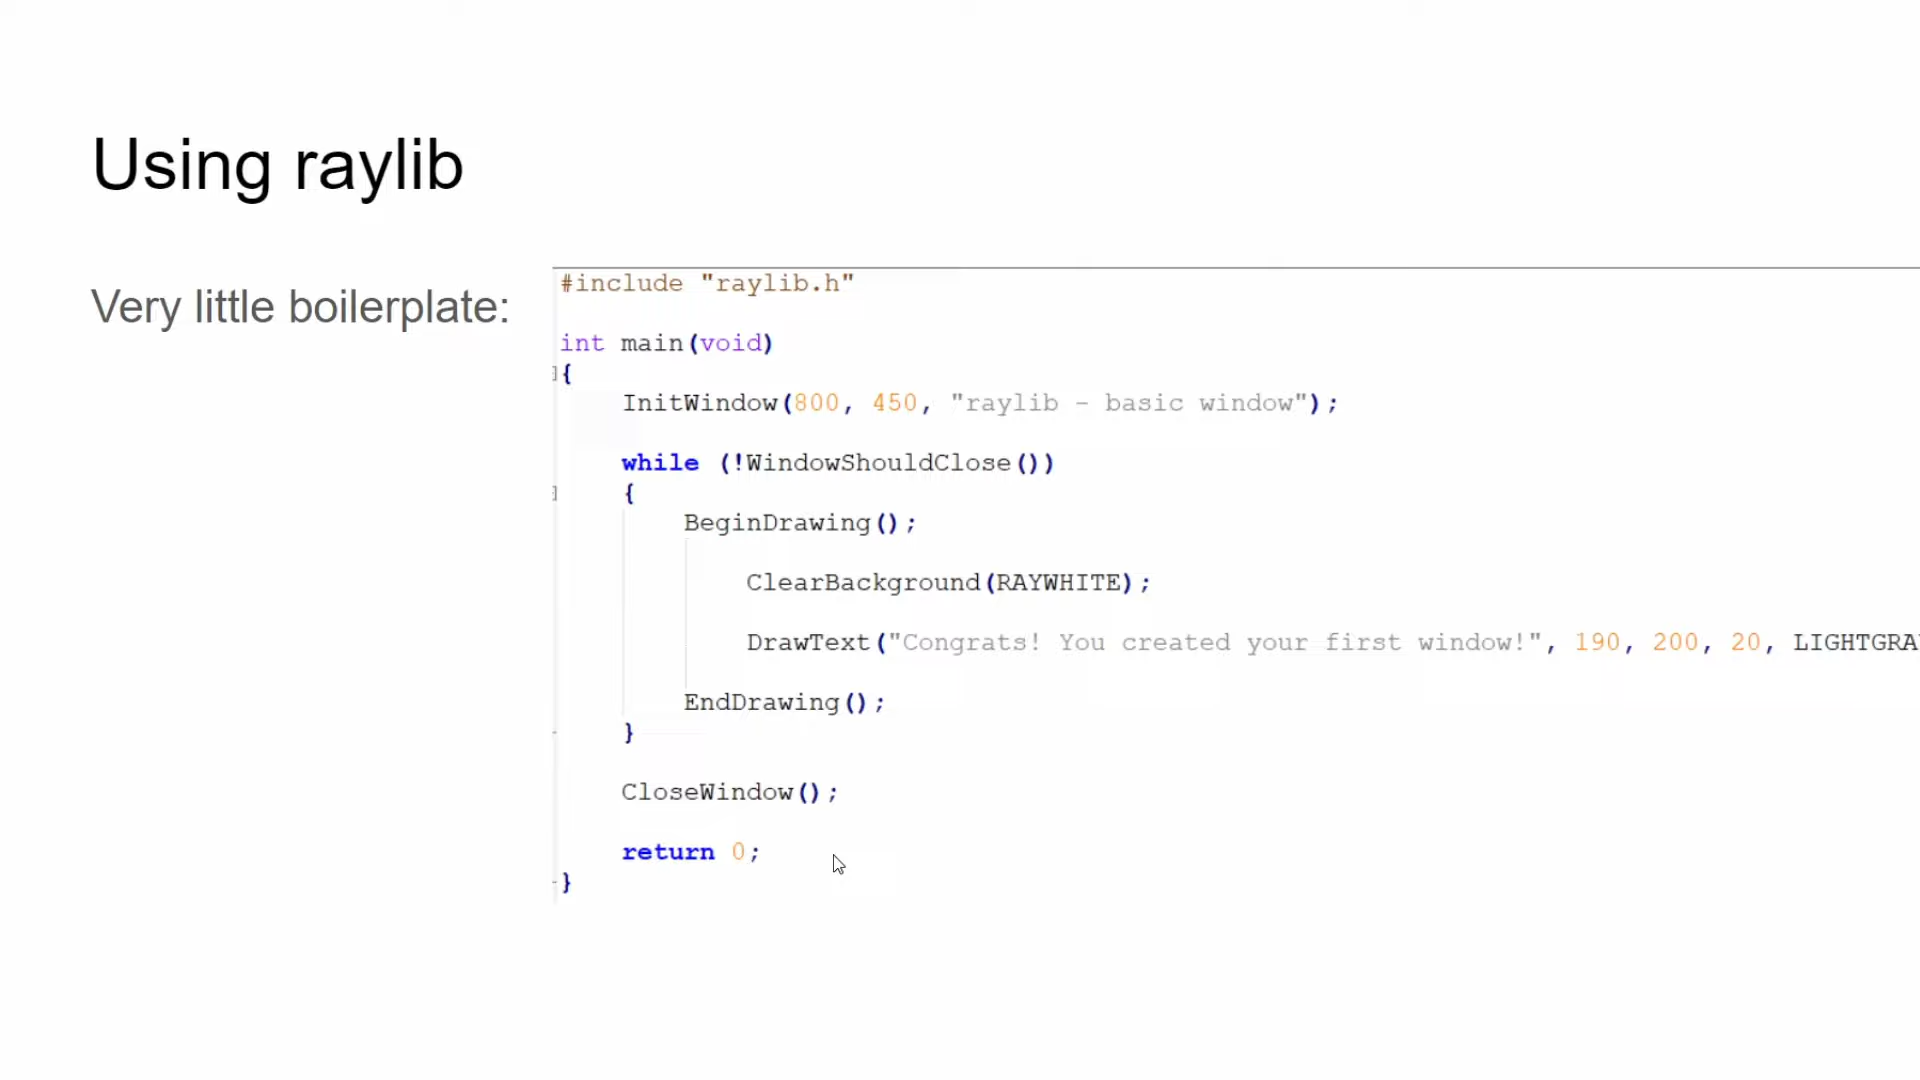 Using raylib
Very little boilerplate:
#include "raylib.h"
int main(void)
{
InitWindow(800, 450, "raylib - basic window");
while (!WindowShouldClose())
{
BeginDrawing();
ClearBackground(RAYWHITE);
DrawText("Congrats! You created your first window!", 190, 200, 20, LIGHTGRA
EndDrawing();
}
CloseWindow();
return 0;
}